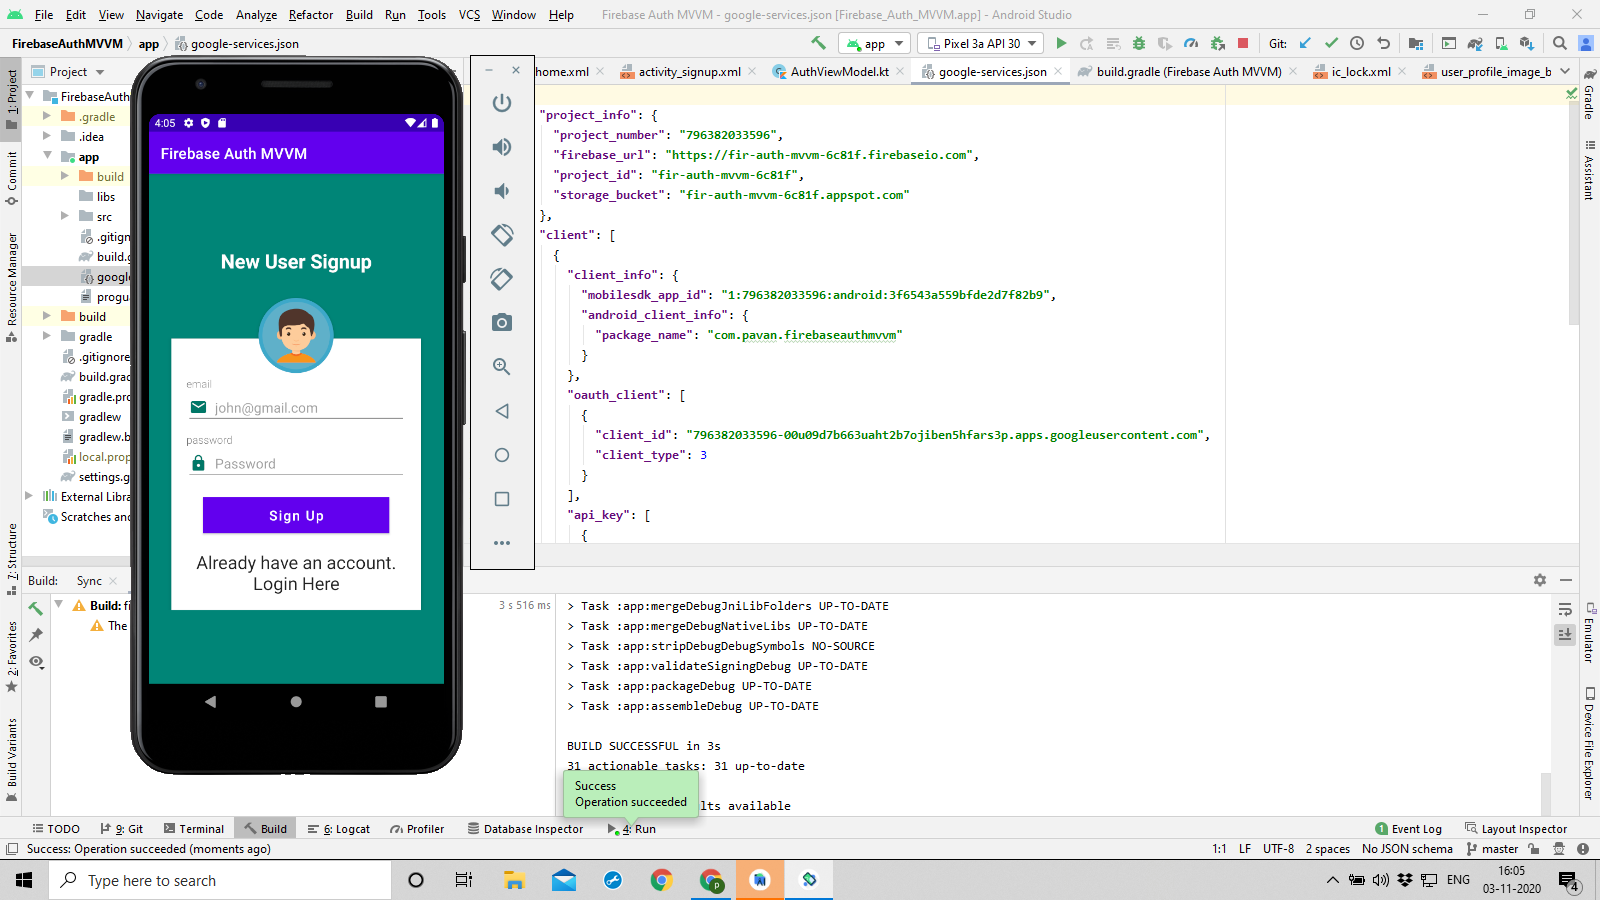 File Edit View Navigate Code Analyze Refactor Build Run Tools VCS Window Help Firebase Auth MVVM - google-services.json [Firebase_Auth_MVVM.app] - Android Studio
FirebaseAuthMVVM app google-services.json app Pixel 3a API 30 Git:
Project home.xml activity_signup.xml AuthViewModel.kt google-services.json build.gradle (Firebase Auth MVVM) ic_lock.xml user_profile_image_b
1: Project
Commit
Resource Manager
7: Structure
2: Favorites
Build Variants
FirebaseAuth
.gradle
.idea
app
build
libs
src
.gitign
build.g
google
progua
build
gradle
.gitignore
build.grad
gradle.pro
gradlew
gradlew.b
local.prop
settings.g
External Libra
Scratches and
4:05
Firebase Auth MVVM
New User Signup
email
john@gmail.com
password
Password
Sign Up
Already have an account.
Login Here
"project_info": {
"project_number": "796382033596",
"firebase_url": "https://fir-auth-mvvm-6c81f.firebaseio.com",
"project_id": "fir-auth-mvvm-6c81f",
"storage_bucket": "fir-auth-mvvm-6c81f.appspot.com"
},
"client": [
{
"client_info": {
"mobilesdk_app_id": "1:796382033596:android:3f6543a559bfde2d7f82b9",
"android_client_info": {
"package_name": "com.pavan.firebaseauthmvvm"
}
},
"oauth_client": [
{
"client_id": "796382033596-00u09d7b663uaht2b7ojiben5hfars3p.apps.googleusercontent.com",
"client_type": 3
}
],
"api_key": [
{
Gradle
Assistant
Emulator
Device File Explorer
Build: Sync
Build: fi 3 s 516 ms
The
> Task :app:mergeDebugJniLibFolders UP-TO-DATE
> Task :app:mergeDebugNativeLibs UP-TO-DATE
> Task :app:stripDebugDebugSymbols NO-SOURCE
> Task :app:validateSigningDebug UP-TO-DATE
> Task :app:packageDebug UP-TO-DATE
> Task :app:assembleDebug UP-TO-DATE
BUILD SUCCESSFUL in 3s
31 actionable tasks: 31 up-to-date
lts available
Success
Operation succeeded
TODO 9: Git Terminal Build 6: Logcat Profiler Database Inspector 4: Run 1 Event Log Layout Inspector
Success: Operation succeeded (moments ago) 1:1 LF UTF-8 2 spaces No JSON schema master
Type here to search p ENG 16:05
03-11-2020 4